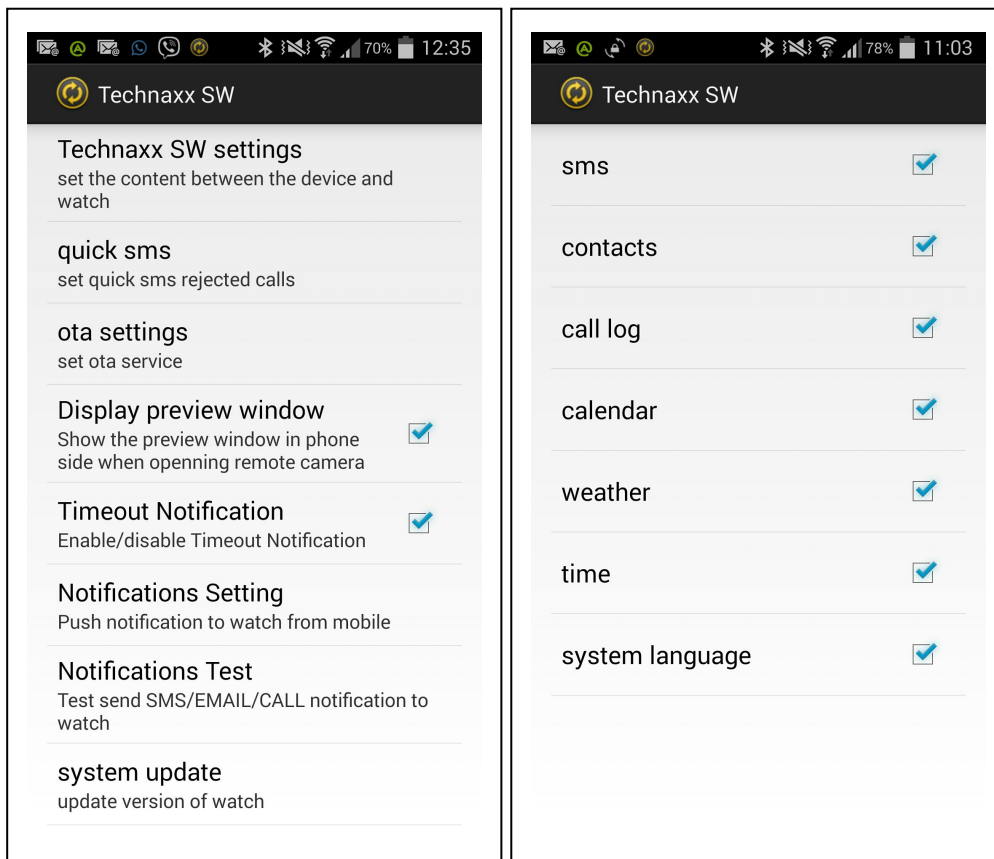 70% 12:35
Technaxx SW
Technaxx SW settings
set the content between the device and
watch
quick sms
set quick sms rejected calls
ota settings
set ota service
Display preview window
Show the preview window in phone
side when openning remote camera
Timeout Notification
Enable/disable Timeout Notification
Notifications Setting
Push notification to watch from mobile
Notifications Test
Test send SMS/EMAIL/CALL notification to
watch
system update
update version of watch
78% 11:03
Technaxx SW
sms
contacts
call log
calendar
weather
time
system language